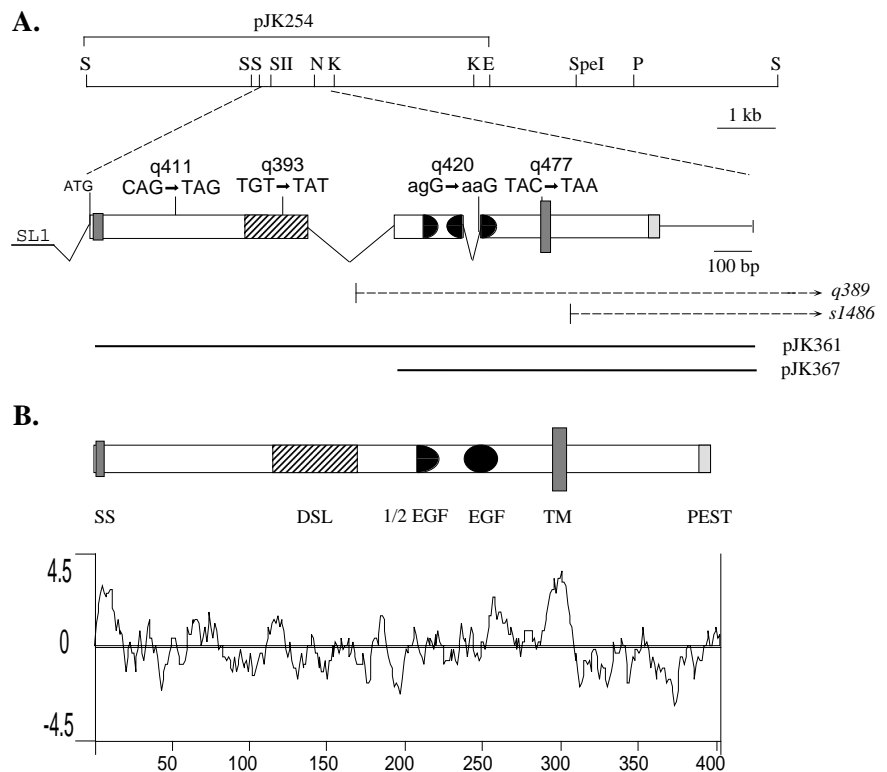 A.
pJK254
S SS SII N K K E SpeI P S
1 kb
q411 q393 q420 q477
ATG CAG→TAG TGT→TAT agG→aaG TAC→TAA
SL1
100 bp
q389
s1486
pJK361
pJK367
B.
SS DSL 1/2 EGF EGF TM PEST
4.5
0
-4.5
50 100 150 200 250 300 350 400